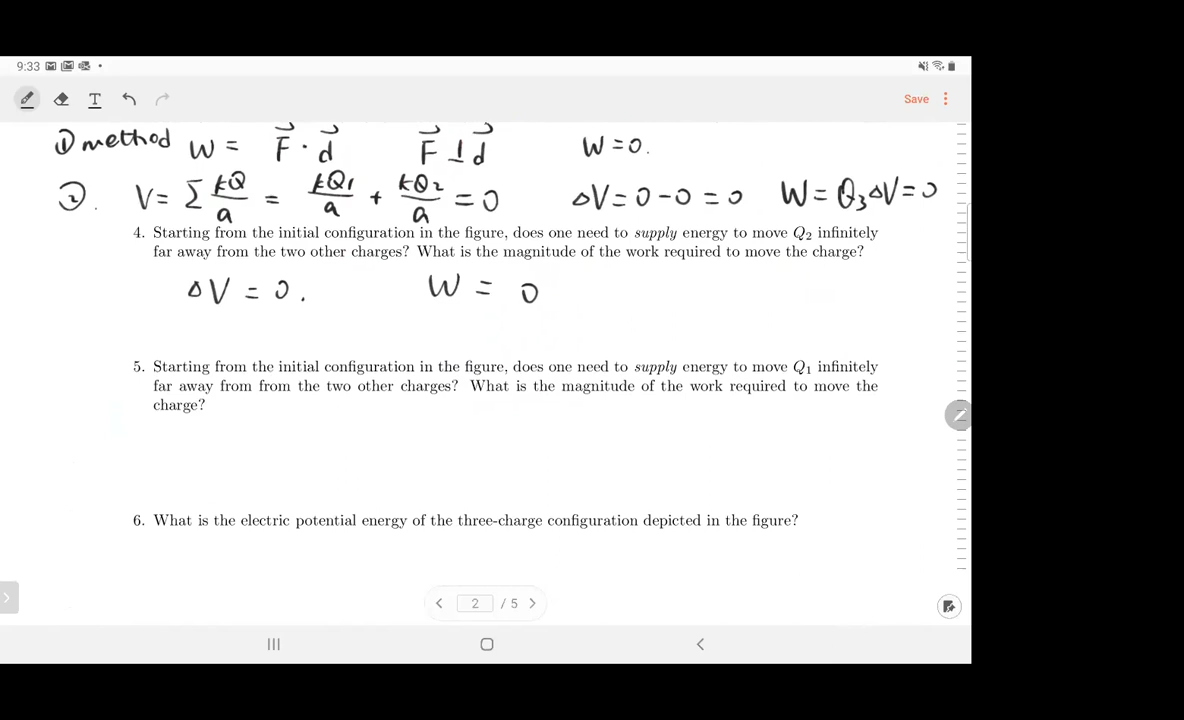 9:33
T
Save
① method W = F⃗ · d⃗ F⃗ ⊥ d⃗ W = 0.
②. V = Σ kQ/a = kQ₁/a + kQ₂/a = 0 ΔV = 0 - 0 = 0 W = Q₃ΔV = 0
4. Starting from the initial configuration in the figure, does one need to supply energy to move Q₂ infinitely
far away from the two other charges? What is the magnitude of the work required to move the charge?
ΔV = 0. W = 0
5. Starting from the initial configuration in the figure, does one need to supply energy to move Q₁ infinitely
far away from from the two other charges? What is the magnitude of the work required to move the
charge?
6. What is the electric potential energy of the three-charge configuration depicted in the figure?
2 / 5